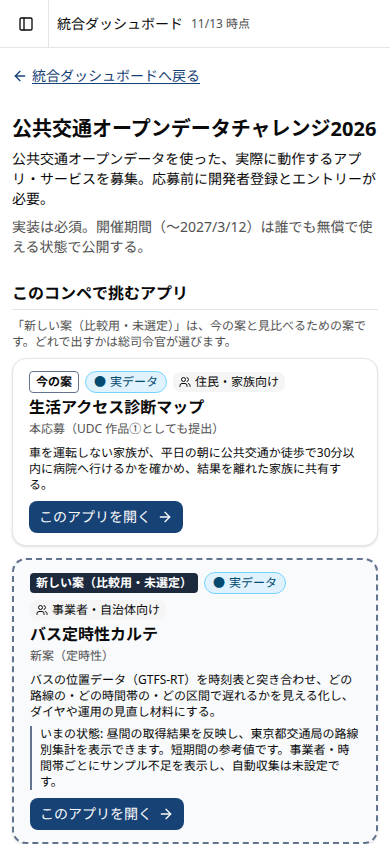 統合ダッシュボード 11/13 時点
← 統合ダッシュボードへ戻る
公共交通オープンデータチャレンジ2026
公共交通オープンデータを使った、実際に動作するアプ
リ・サービスを募集。応募前に開発者登録とエントリーが
必要。
実装は必須。開催期間（〜2027/3/12）は誰でも無償で使
える状態で公開する。
このコンペで挑むアプリ
「新しい案（比較用・未選定）」は、今の案と見比べるための案で
す。どれで出すかは総司令官が選びます。
今の案 実データ 住民・家族向け
生活アクセス診断マップ
本応募（UDC 作品①としても提出）
車を運転しない家族が、平日の朝に公共交通か徒歩で30分以
内に病院へ行けるかを確かめ、結果を離れた家族に共有す
る。
このアプリを開く →
新しい案（比較用・未選定） 実データ
事業者・自治体向け
バス定時性カルテ
新案（定時性）
バスの位置データ（GTFS-RT）を時刻表と突き合わせ、どの
路線の・どの時間帯の・どの区間で遅れるかを見える化し、
ダイヤや運用の見直し材料にする。
いまの状態: 昼間の取得結果を反映し、東京都交通局の路線
別集計を表示できます。短期間の参考値です。事業者・時
間帯ごとにサンプル不足を表示し、自動収集は未設定で
す。
このアプリを開く →